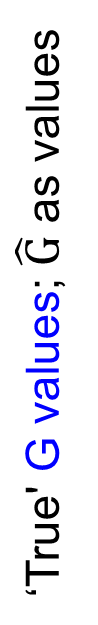 ‘True' G values; Ĝ as values